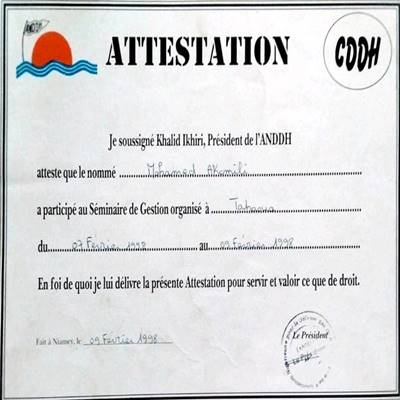 ANDDH
ATTESTATION
CDDH
Je soussigné Khalid Ikhiri, Président de l'ANDDH
atteste que le nommé Mohamed Akomili
a participé au Séminaire de Gestion organisé à Tahoua
du 07 Février 1998 au 09 Février 1998
En foi de quoi je lui délivre la présente Attestation pour servir et valoir ce que de droit.
Fait à Niamey, le 09 Février 1998
Le Président